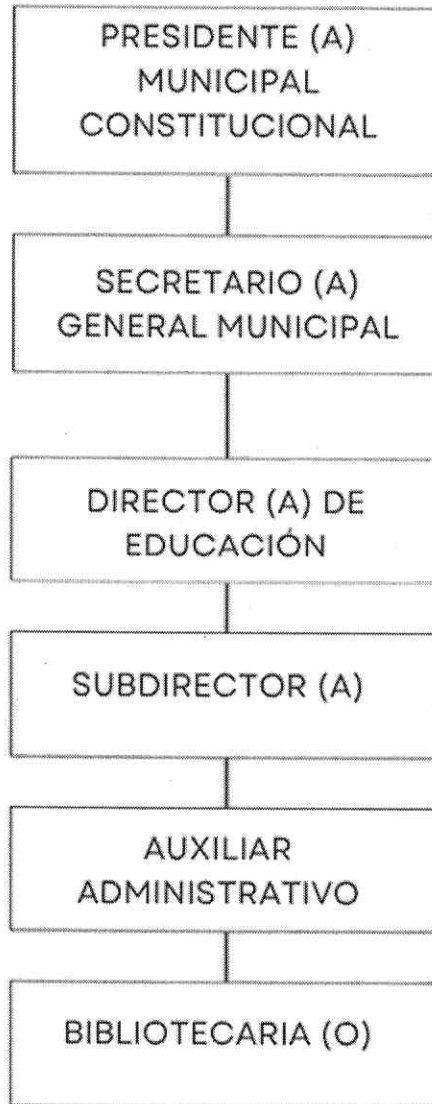 PRESIDENTE (A)
MUNICIPAL
CONSTITUCIONAL
SECRETARIO (A)
GENERAL MUNICIPAL
DIRECTOR (A) DE
EDUCACIÓN
SUBDIRECTOR (A)
AUXILIAR
ADMINISTRATIVO
BIBLIOTECARIA (O)